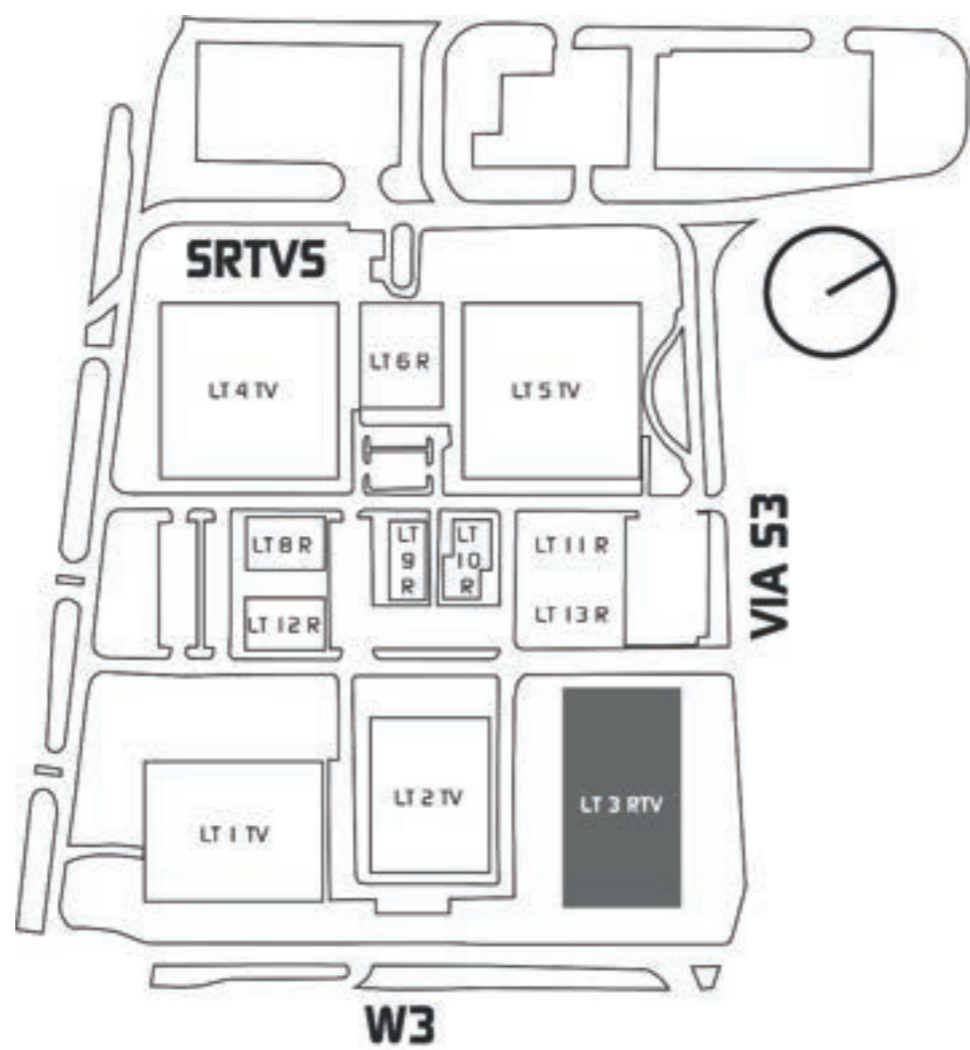 SRTVS
LT 6 R
LT 4 TV
LT 5 TV
VIA S3
LT 8 R
LT
9
R
LT
10
R
LT 11 R
LT 12 R
LT 13 R
LT 2 TV
LT 3 RTV
LT 1 TV
W3